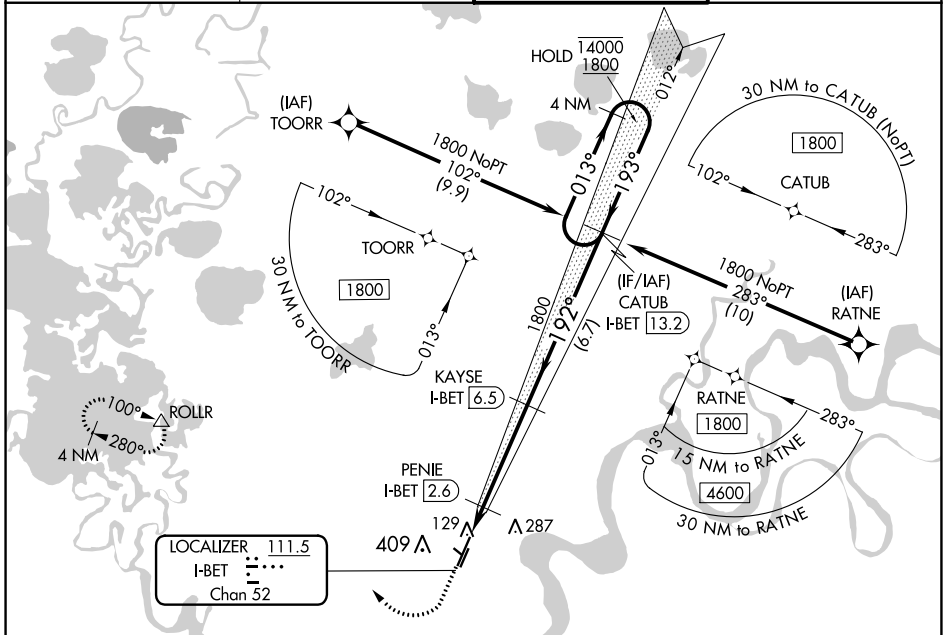 HOLD 14000
1800
4 NM
012°
(IAF)
TOORR
1800 NoPT
102°
(9.9)
013°
193°
30 NM to CATUB (NoPT)
1800
CATUB
102°
283°
102°
TOORR
1800
013°
30 NM to TOORR
(IF/IAF)
CATUB
I-BET 13.2
1800 NoPT
283°
(10)
(IAF)
RATNE
1800
192°
(6.7)
KAYSE
I-BET 6.5
RATNE
1800
283°
013°
15 NM to RATNE
4600
30 NM to RATNE
100°
ROLLR
280°
4 NM
PENIE
I-BET 2.6
129
287
409
LOCALIZER 111.5
I-BET
Chan 52